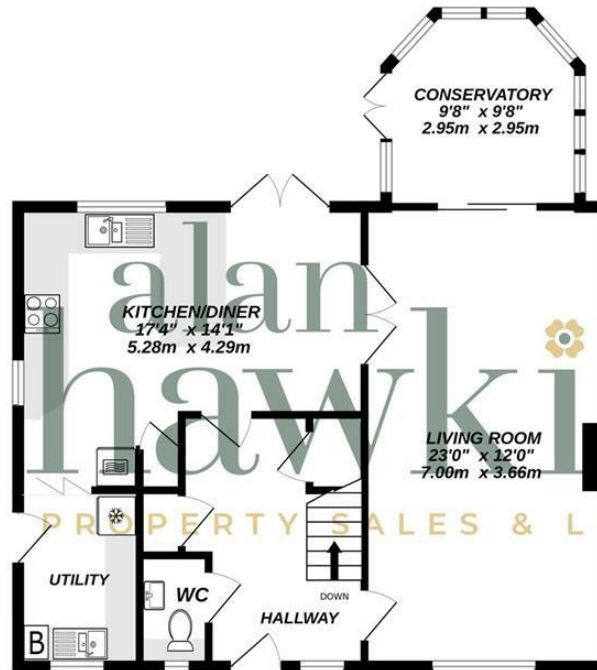 CONSERVATORY
9'8" x 9'8"
2.95m x 2.95m
alan
KITCHEN/DINER
17'4" x 14'1"
5.28m x 4.29m
hawki
LIVING ROOM
23'0" x 12'0"
7.00m x 3.66m
PROPERTY SALES & L
UTILITY
WC
DOWN
HALLWAY
B